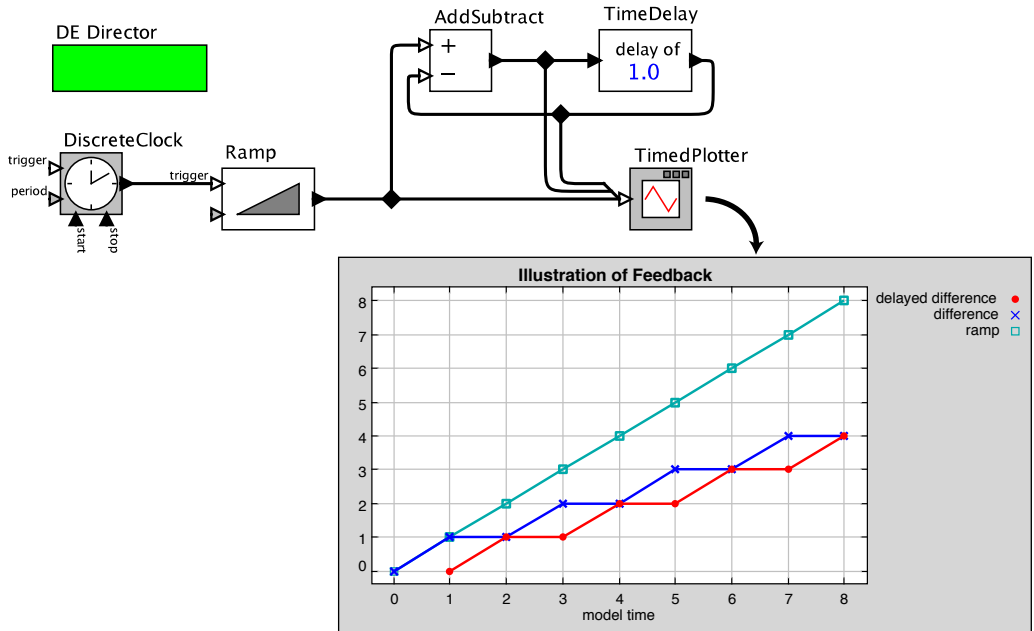 DE Director
AddSubtract
TimeDelay
+
−
delay of
1.0
DiscreteClock
trigger
period
start
stop
Ramp
trigger
TimedPlotter
Illustration of Feedback
delayed difference
difference
ramp
8
7
6
5
4
3
2
1
0
0 1 2 3 4 5 6 7 8
model time